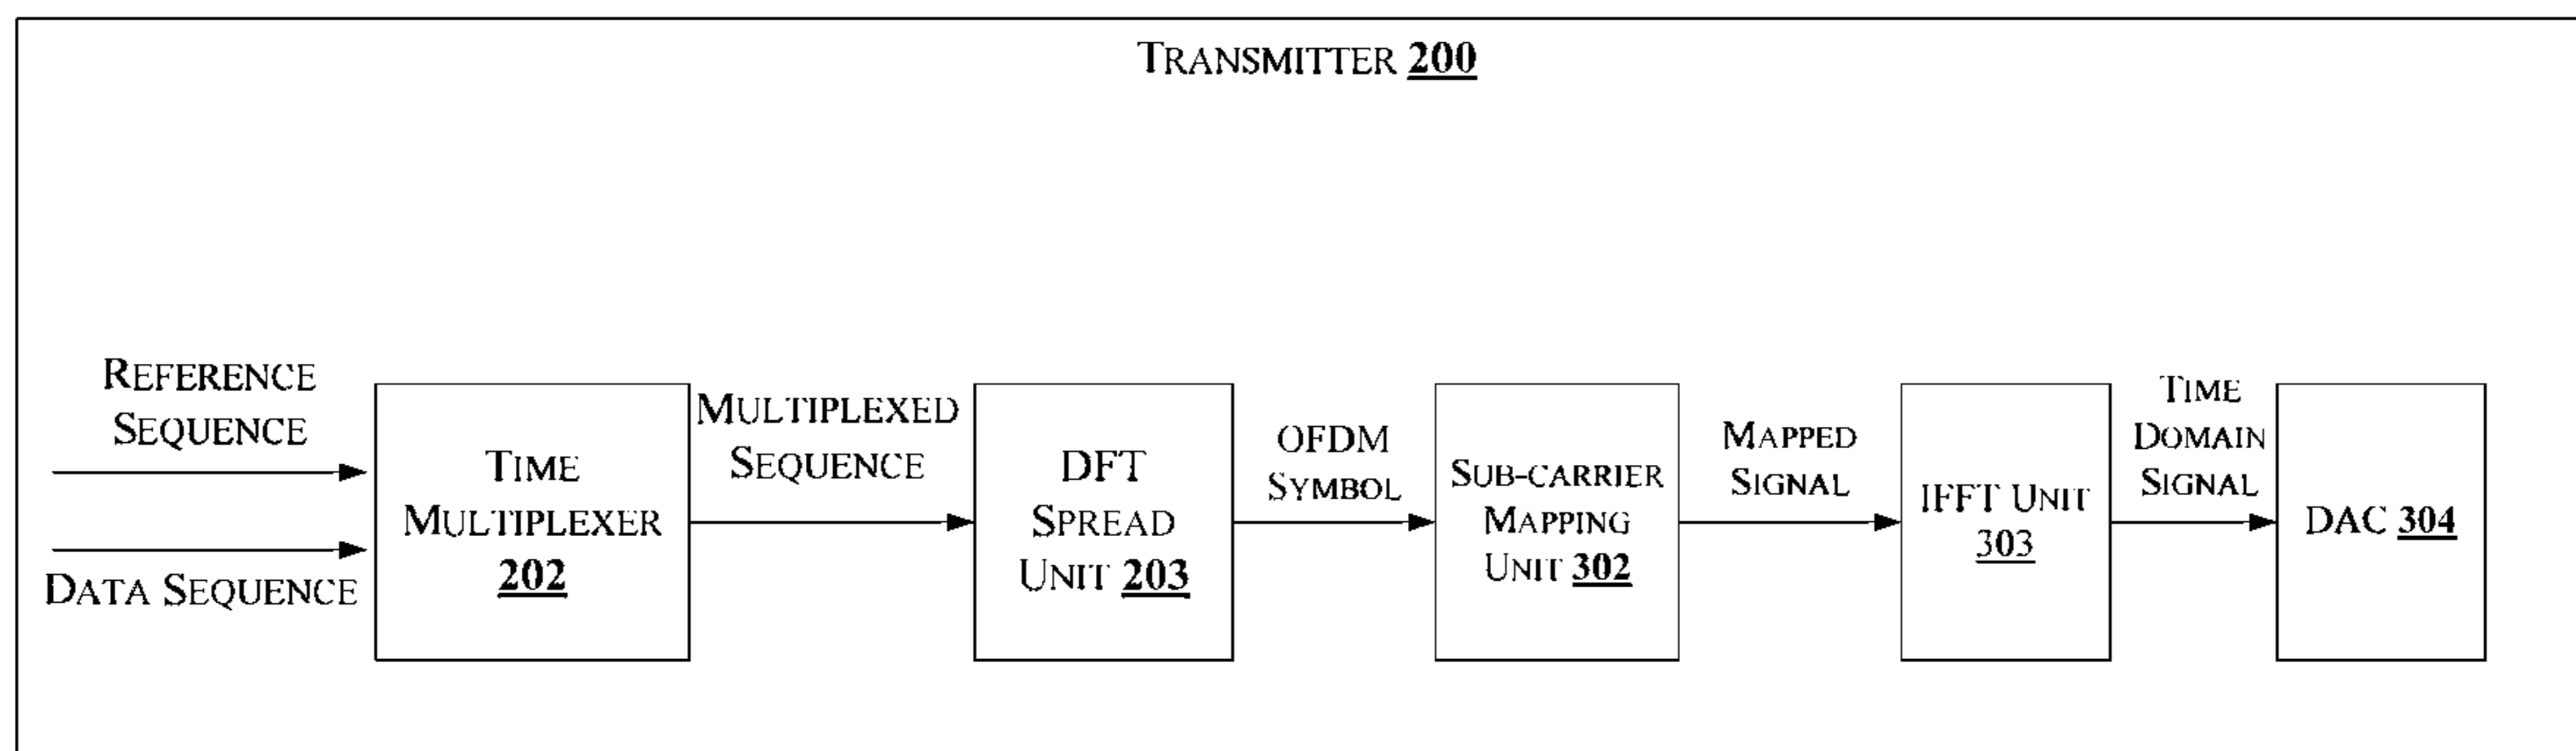 TRANSMITTER 200
REFERENCE
SEQUENCE
DATA SEQUENCE
TIME
MULTIPLEXER
202
MULTIPLEXED
SEQUENCE
DFT
SPREAD
UNIT 203
OFDM
SYMBOL
SUB-CARRIER
MAPPING
UNIT 302
MAPPED
SIGNAL
IFFT UNIT
303
TIME
DOMAIN
SIGNAL
DAC 304